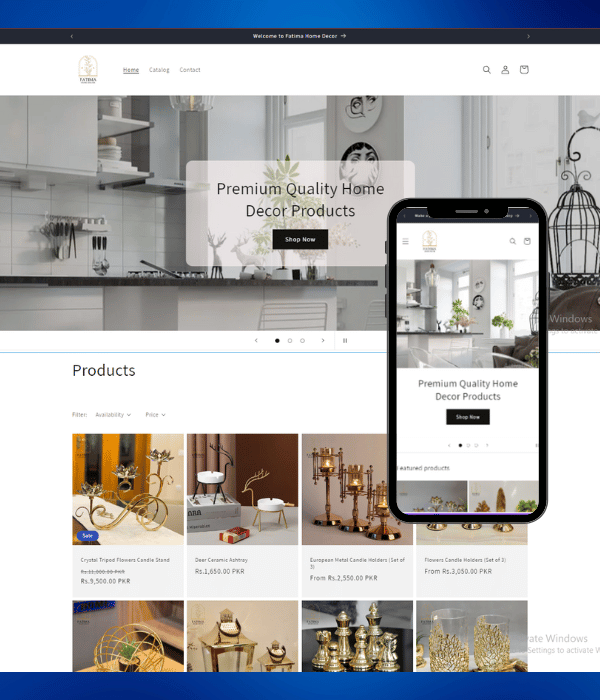 Welcome to Fatima Home Decor →
FATIMA
Home Catalog Contact
Premium Quality Home
Decor Products
Shop Now
Windows
Products
Filter: Availability Price
Sale
Crystal Tripod Flowers Candle Stand
Rs.11,000.00 PKR
Rs.9,500.00 PKR
Deer Ceramic Ashtray
Rs.1,650.00 PKR
European Metal Candle Holders (Set of
3)
From Rs.2,550.00 PKR
Flowers Candle Holders (Set of 3)
From Rs.3,050.00 PKR
Premium Quality Home
Decor Products
Shop Now
eatured products
vate Windows
Settings to activate W